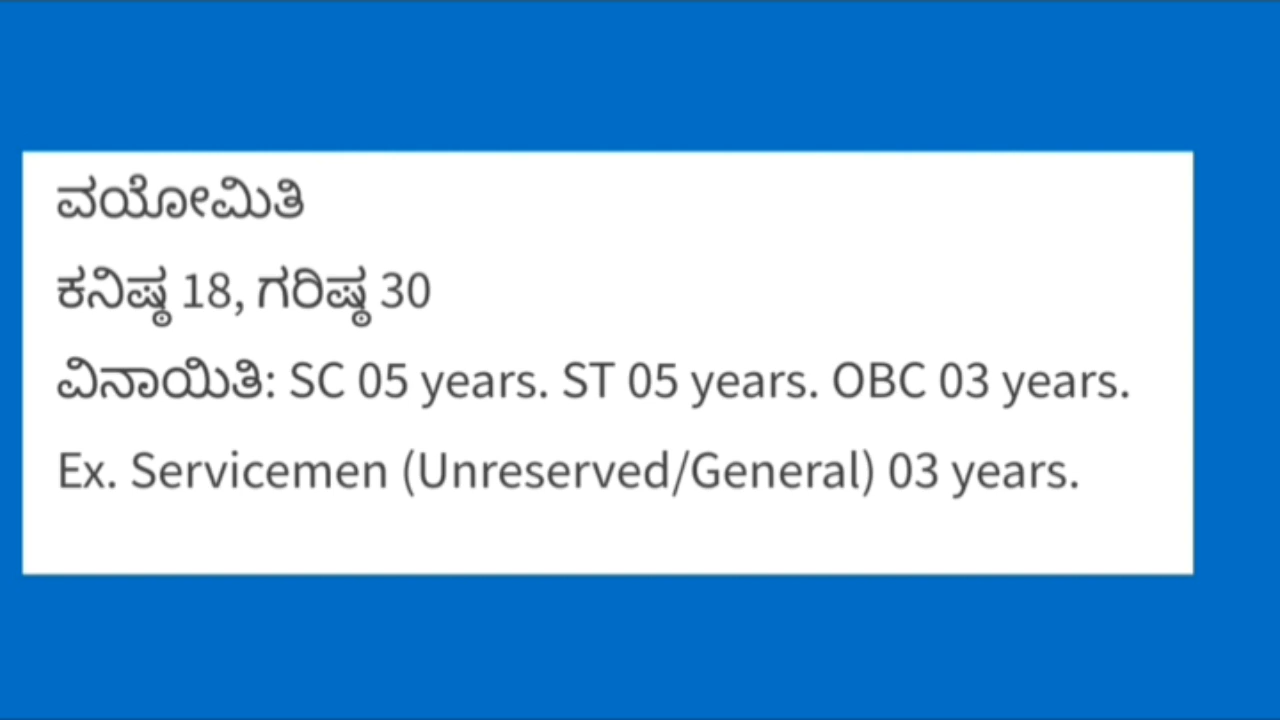 ವಯೋಮಿತಿ
ಕನಿಷ್ಠ 18, ಗರಿಷ್ಠ 30
ವಿನಾಯಿತಿ: SC 05 years. ST 05 years. OBC 03 years.
Ex. Servicemen (Unreserved/General) 03 years.